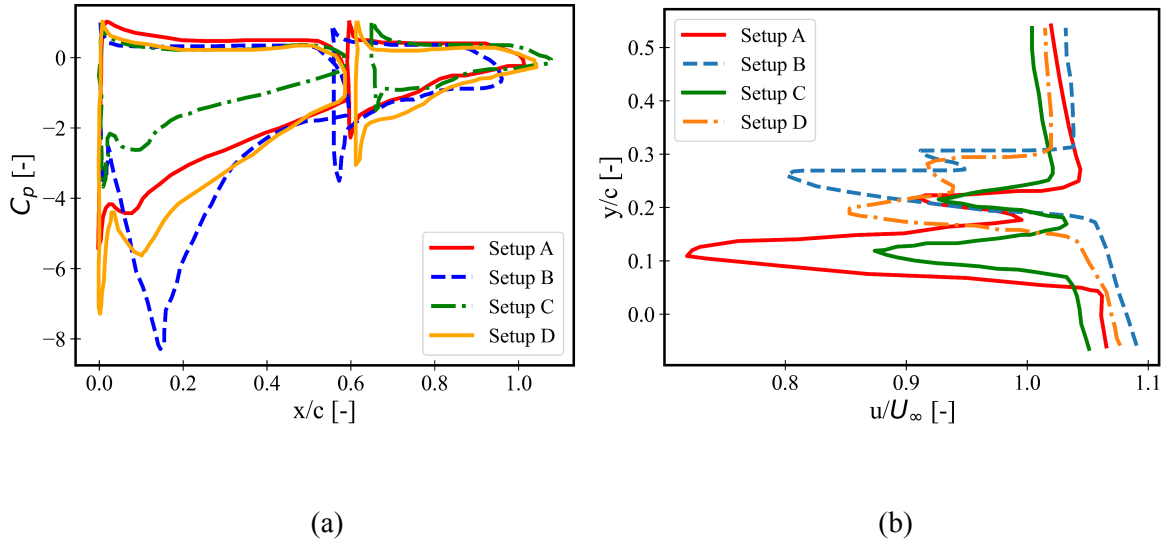 0
−2
−4
−6
−8
C_p [-]
0.0 0.2 0.4 0.6 0.8 1.0
x/c [-]
Setup A
Setup B
Setup C
Setup D
(a)
Setup A
Setup B
Setup C
Setup D
0.5
0.4
0.3
0.2
0.1
0.0
y/c [-]
0.8 0.9 1.0 1.1
u/U_∞ [-]
(b)